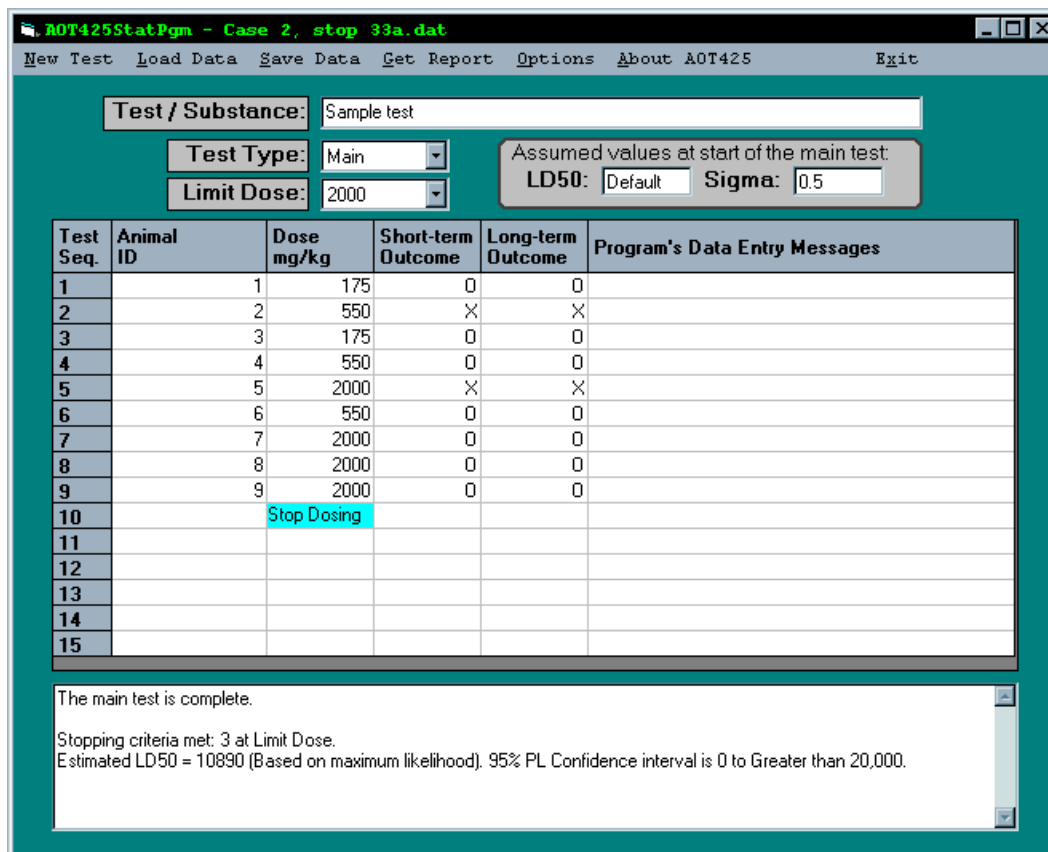 AOT425StatPgm - Case 2, stop 33a.dat
New Test Load Data Save Data Get Report Options About AOT425 Exit
Test / Substance: Sample test
Test Type: Main
Limit Dose: 2000
Assumed values at start of the main test:
LD50: Default Sigma: 0.5
Test Seq. Animal ID Dose mg/kg Short-term Outcome Long-term Outcome Program's Data Entry Messages
1 1 175 O O
2 2 550 X X
3 3 175 O O
4 4 550 O O
5 5 2000 X X
6 6 550 O O
7 7 2000 O O
8 8 2000 O O
9 9 2000 O O
10 Stop Dosing
11
12
13
14
15
The main test is complete.
Stopping criteria met: 3 at Limit Dose.
Estimated LD50 = 10890 (Based on maximum likelihood). 95% PL Confidence interval is 0 to Greater than 20,000.